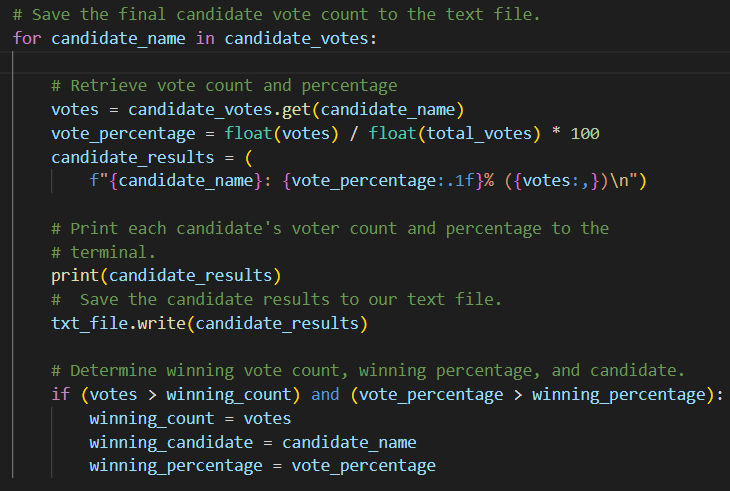 # Save the final candidate vote count to the text file.
for candidate_name in candidate_votes:
# Retrieve vote count and percentage
votes = candidate_votes.get(candidate_name)
vote_percentage = float(votes) / float(total_votes) * 100
candidate_results = (
f"{candidate_name}: {vote_percentage:.1f}% ({votes:,})\n")
# Print each candidate's voter count and percentage to the
# terminal.
print(candidate_results)
#  Save the candidate results to our text file.
txt_file.write(candidate_results)
# Determine winning vote count, winning percentage, and candidate.
if (votes > winning_count) and (vote_percentage > winning_percentage):
winning_count = votes
winning_candidate = candidate_name
winning_percentage = vote_percentage